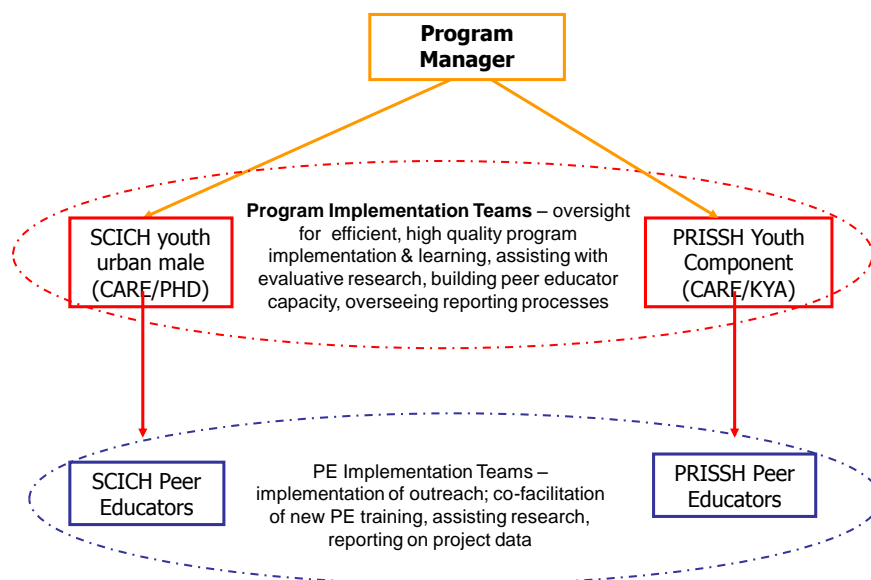 Program
Manager
SCICH youth
urban male
(CARE/PHD)
Program Implementation Teams – oversight
for efficient, high quality program
implementation & learning, assisting with
evaluative research, building peer educator
capacity, overseeing reporting processes
PRISSH Youth
Component
(CARE/KYA)
SCICH Peer
Educators
PE Implementation Teams –
implementation of outreach; co-facilitation
of new PE training, assisting research,
reporting on project data
PRISSH Peer
Educators